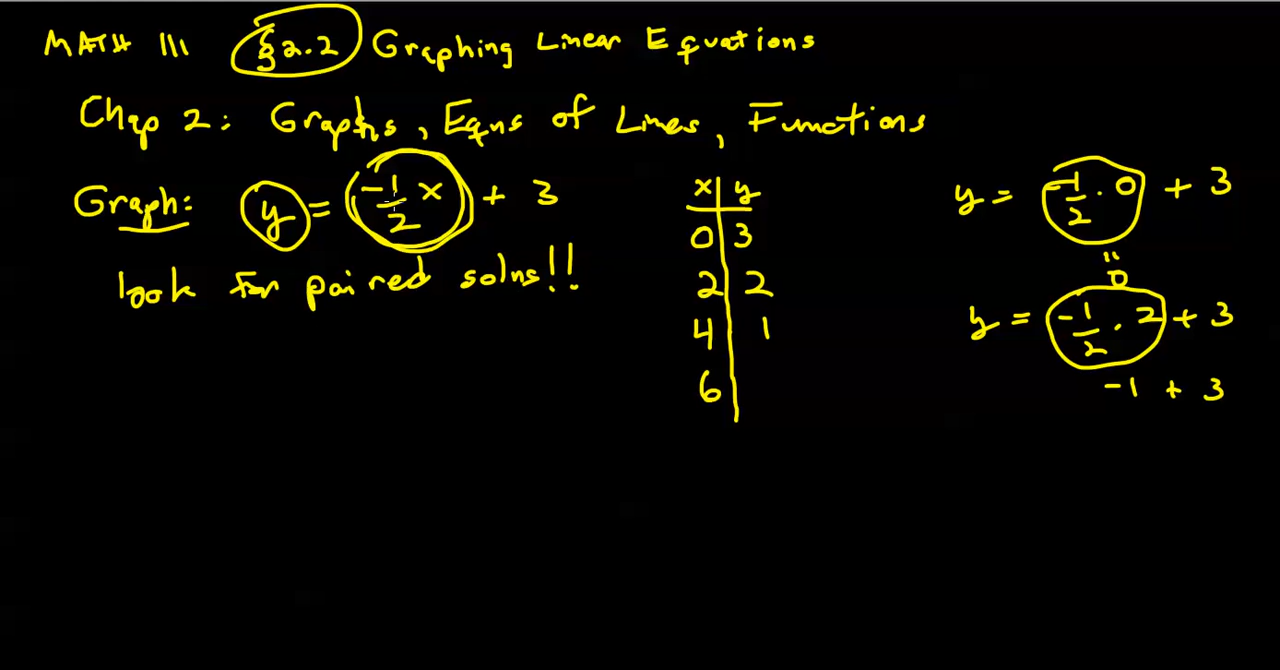 MATH 111 §2.2 Graphing Linear Equations
Chap 2: Graphs, Eqns of Lines, Functions
Graph: y = -1/2 x + 3
look for paired solns!!
x | y
0 | 3
2 | 2
4 | 1
6 |
y = -1/2 · 0 + 3
"
0
y = -1/2 · 2 + 3
-1 + 3